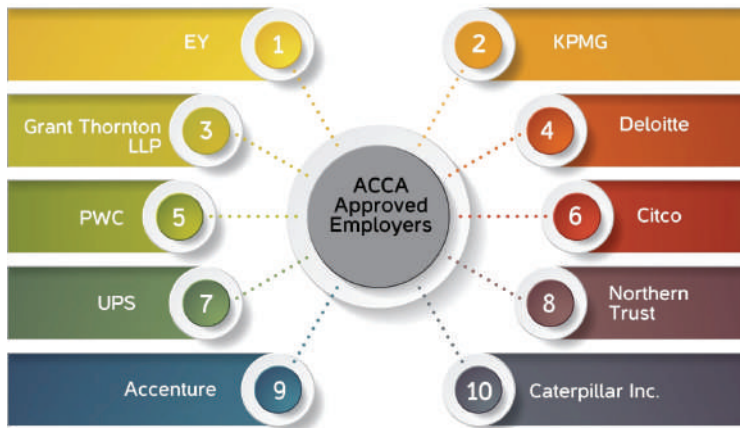 EY
1
2
KPMG
Grant Thornton
LLP
3
4
Deloitte
ACCA
Approved
Employers
PWC
5
6
Citco
UPS
7
8
Northern
Trust
Accenture
9
10
Caterpillar Inc.